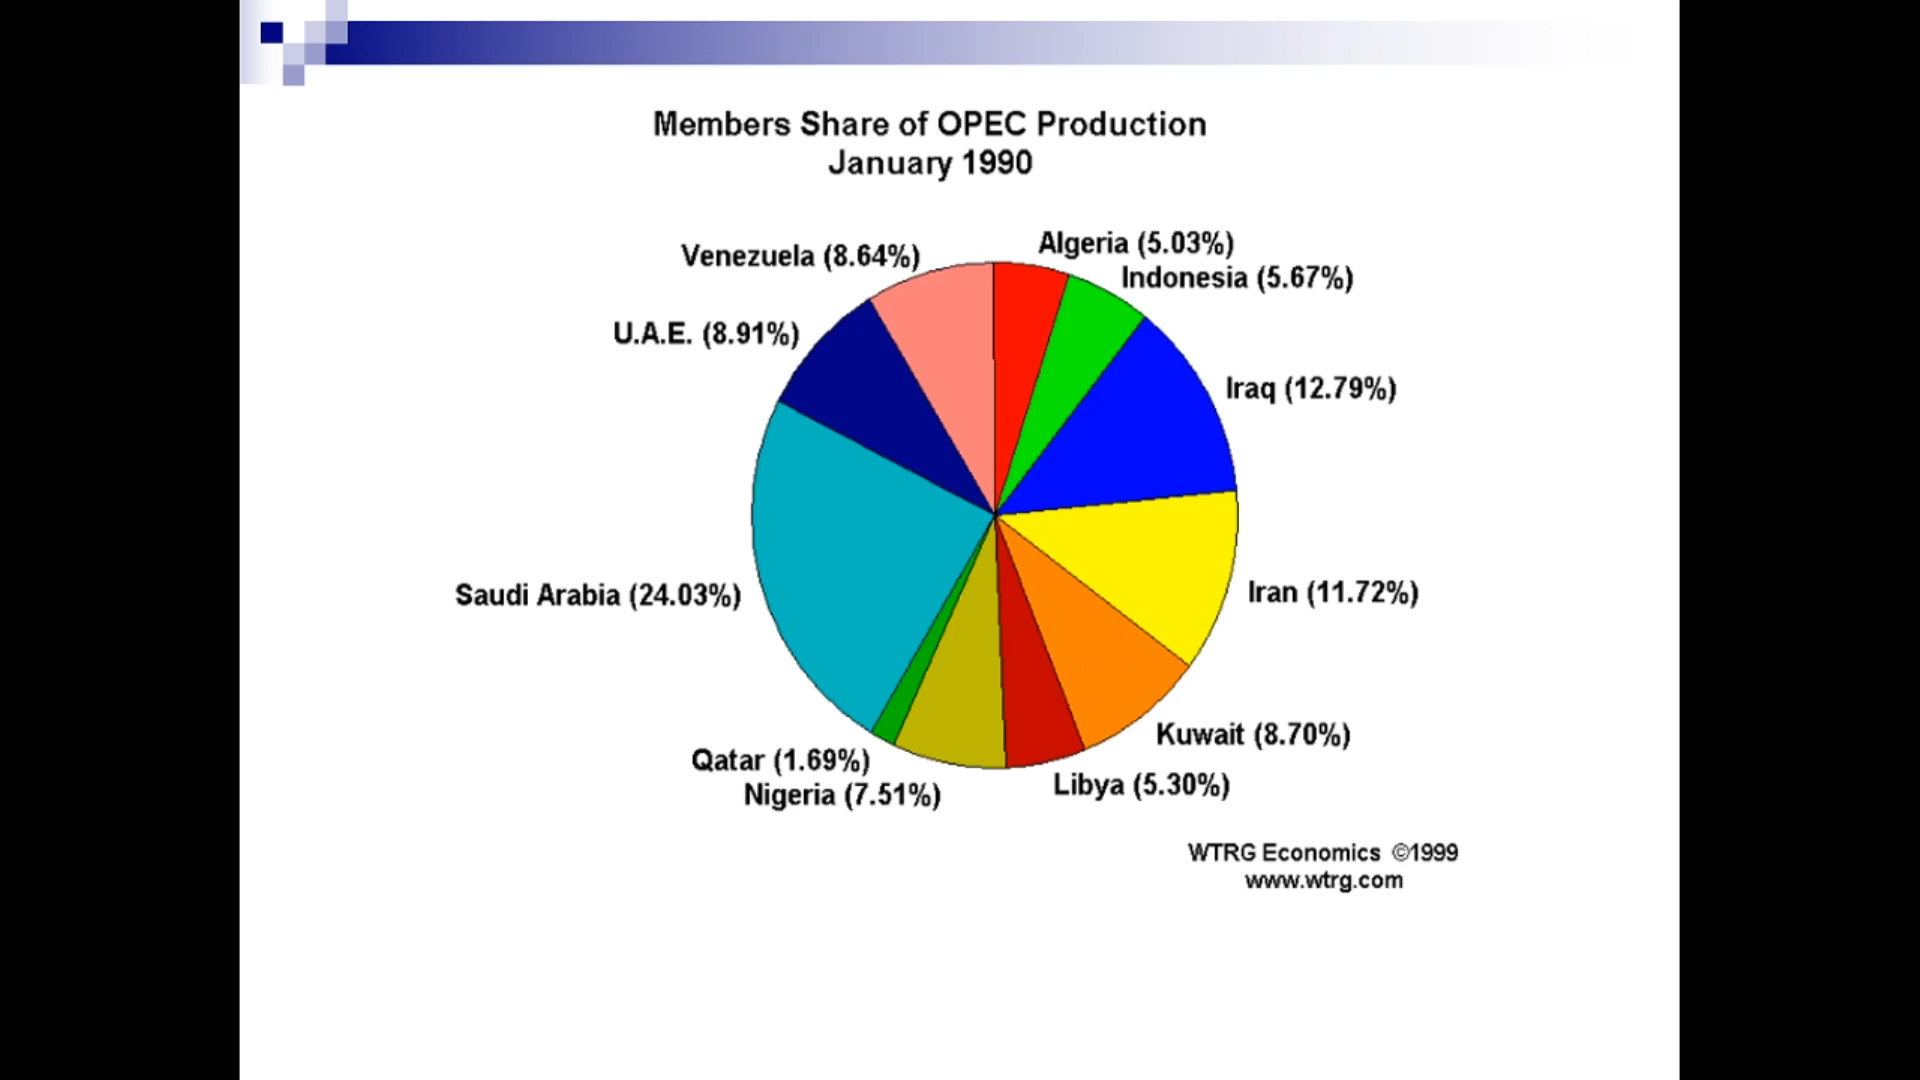 Members Share of OPEC Production
January 1990
Venezuela (8.64%)
Algeria (5.03%)
Indonesia (5.67%)
U.A.E. (8.91%)
Iraq (12.79%)
Saudi Arabia (24.03%)
Iran (11.72%)
Kuwait (8.70%)
Qatar (1.69%)
Nigeria (7.51%)
Libya (5.30%)
WTRG Economics ©1999
www.wtrg.com